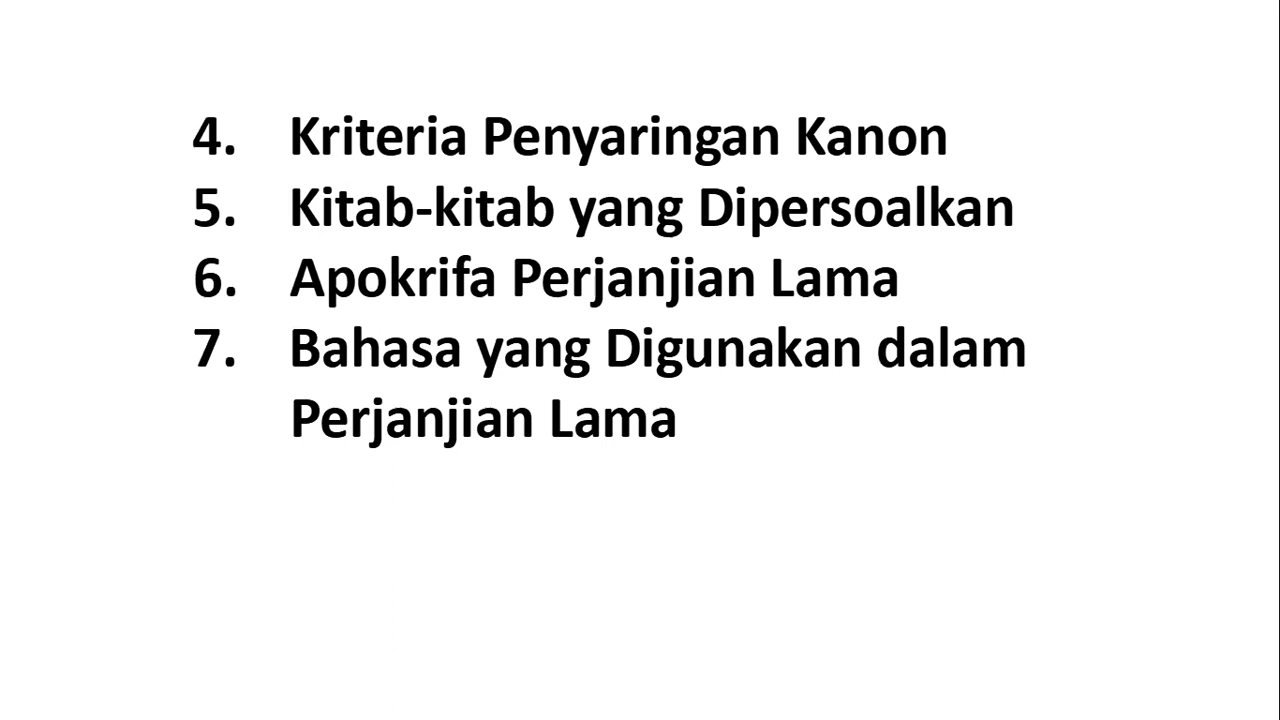 4. Kriteria Penyaringan Kanon
5. Kitab-kitab yang Dipersoalkan
6. Apokrifa Perjanjian Lama
7. Bahasa yang Digunakan dalam
Perjanjian Lama